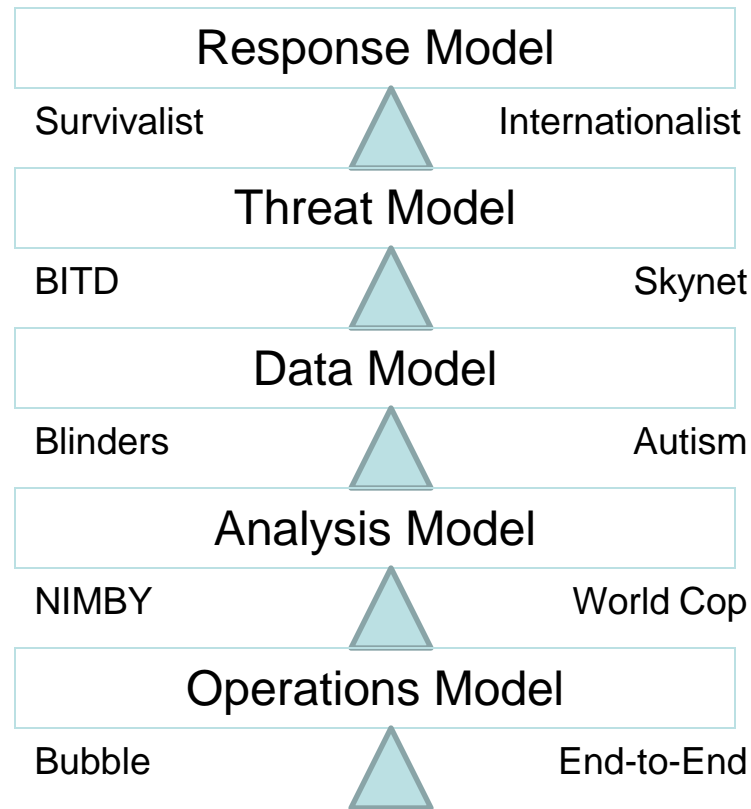 Response Model
Survivalist Internationalist
Threat Model
BITD Skynet
Data Model
Blinders Autism
Analysis Model
NIMBY World Cop
Operations Model
Bubble End-to-End